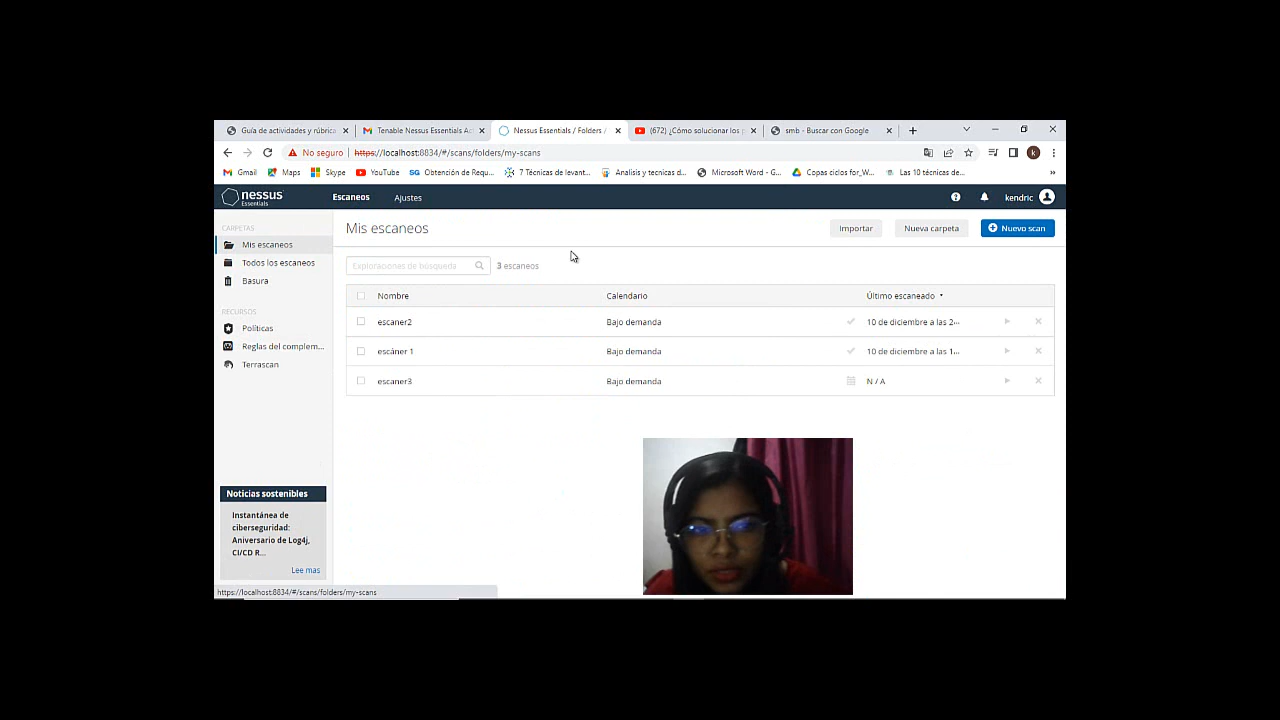 Guía de actividades y rúbrica
Tenable Nessus Essentials Ac
Nessus Essentials / Folders /
(672) ¿Cómo solucionar los
smb - Buscar con Google
No seguro
https://localhost:8834/#/scans/folders/my-scans
Gmail
Maps
Skype
YouTube
Obtención de Requ...
7 Técnicas de levant...
Analisis y tecnicas d...
Microsoft Word - G...
Copas ciclos for_W...
Las 10 técnicas de...
nessus
Essentials
Escaneos
Ajustes
kendric
CARPETAS
Mis escaneos
Todos los escaneos
Basura
RECURSOS
Políticas
Reglas del complem...
Terrascan
Mis escaneos
Importar
Nueva carpeta
Nuevo scan
Exploraciones de búsqueda
3 escaneos
Nombre
Calendario
Último escaneado
escaner2
Bajo demanda
10 de diciembre a las 2...
escáner 1
Bajo demanda
10 de diciembre a las 1...
escaner3
Bajo demanda
N / A
Noticias sostenibles
Instantánea de
ciberseguridad:
Aniversario de Log4j,
CI/CD R...
Lee mas
https://localhost:8834/#/scans/folders/my-scans